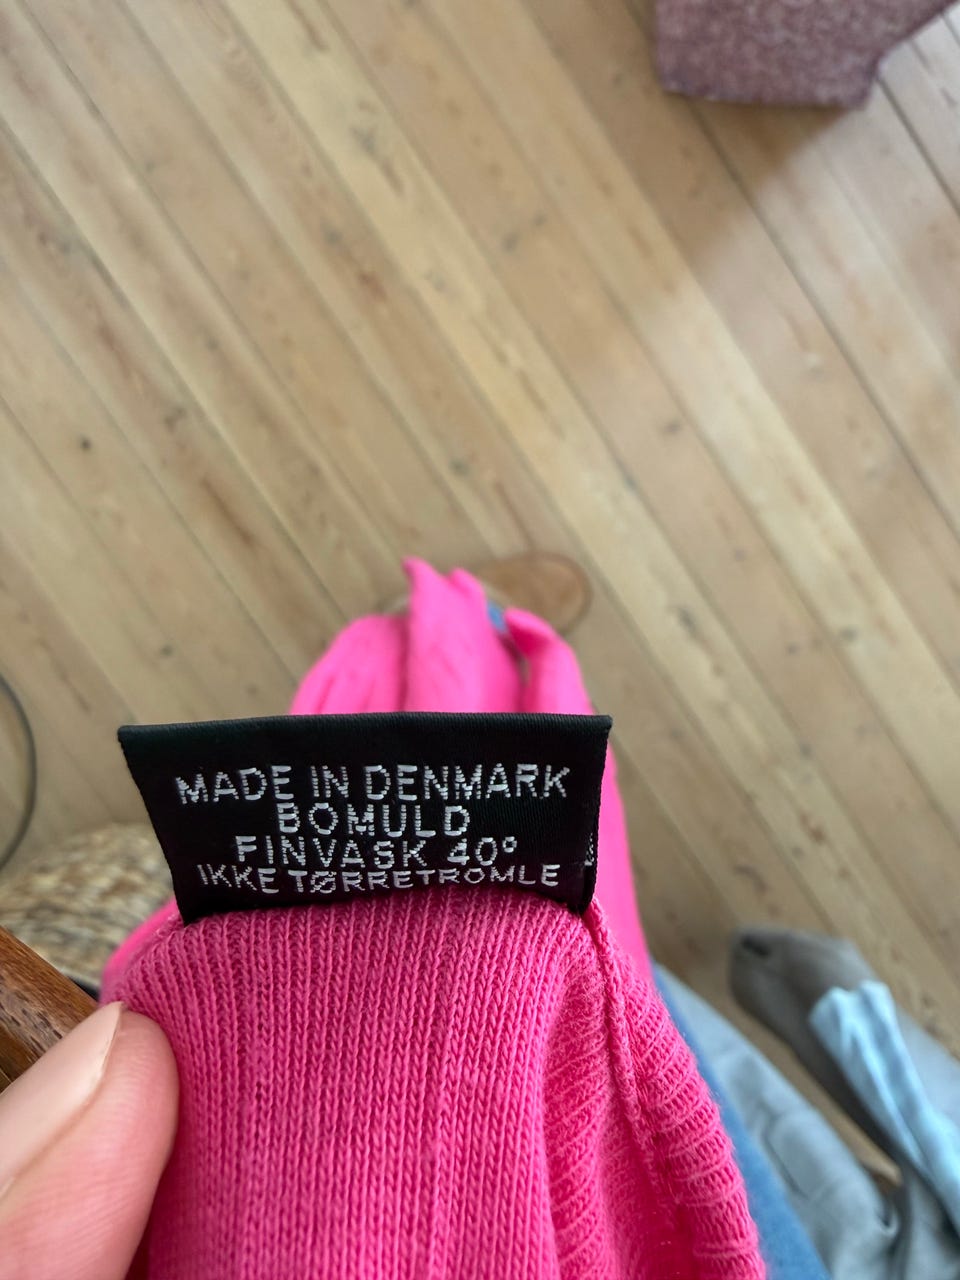 MADE IN DENMARK
BOMULD
FINVASK 40°
IKKE TØRRETROMLE